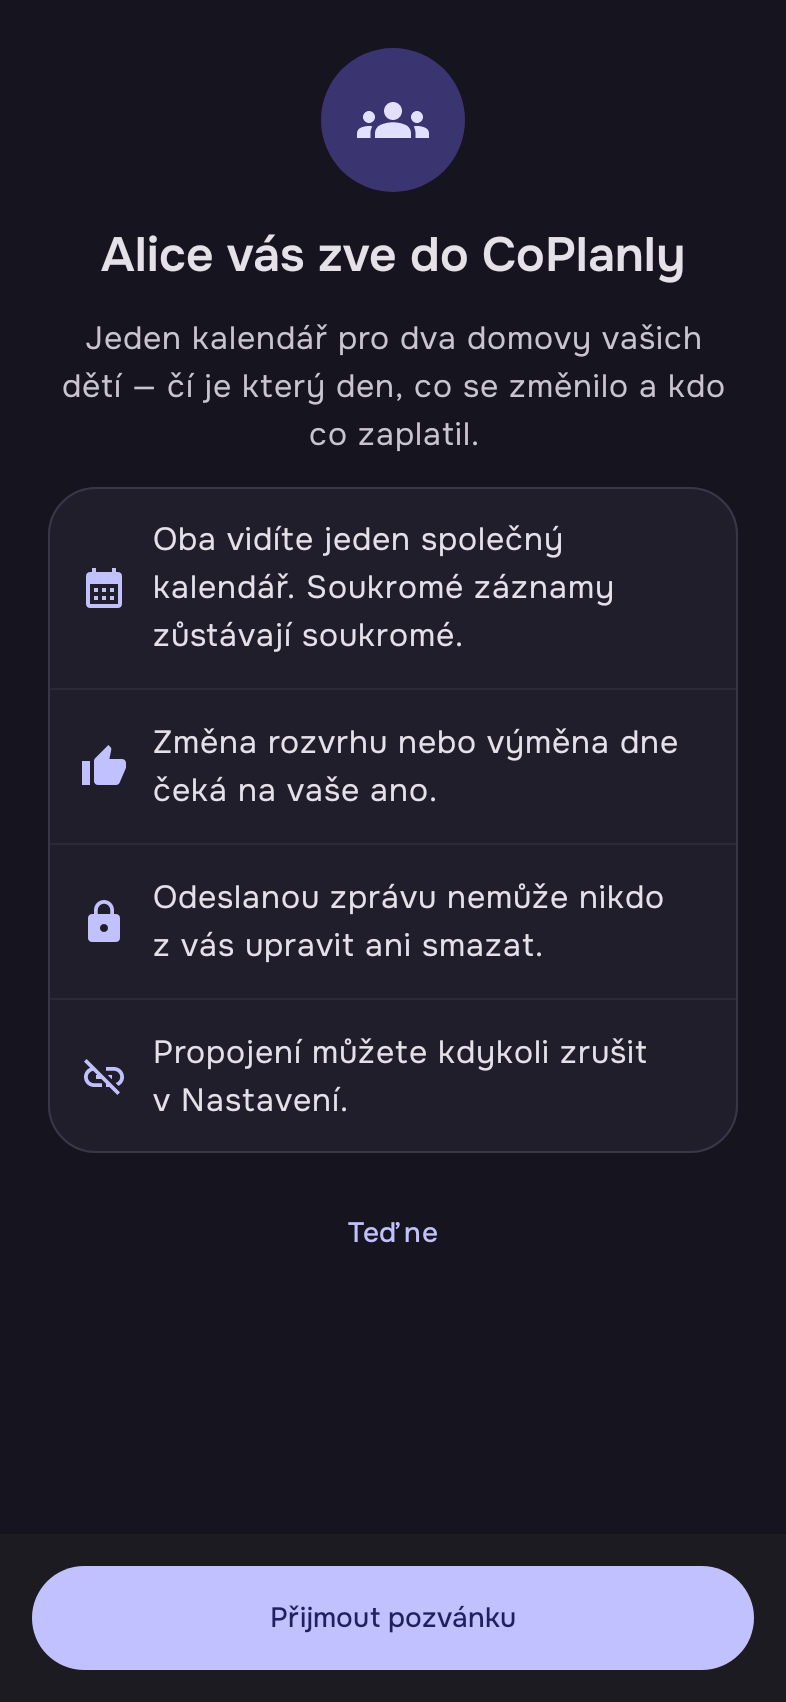 Alice vás zve do CoPlanly
Jeden kalendář pro dva domovy vašich
dětí — čí je který den, co se změnilo a kdo
co zaplatil.
Oba vidíte jeden společný
kalendář. Soukromé záznamy
zůstávají soukromé.
Změna rozvrhu nebo výměna dne
čeká na vaše ano.
Odeslanou zprávu nemůže nikdo
z vás upravit ani smazat.
Propojení můžete kdykoli zrušit
v Nastavení.
Teď ne
Přijmout pozvánku